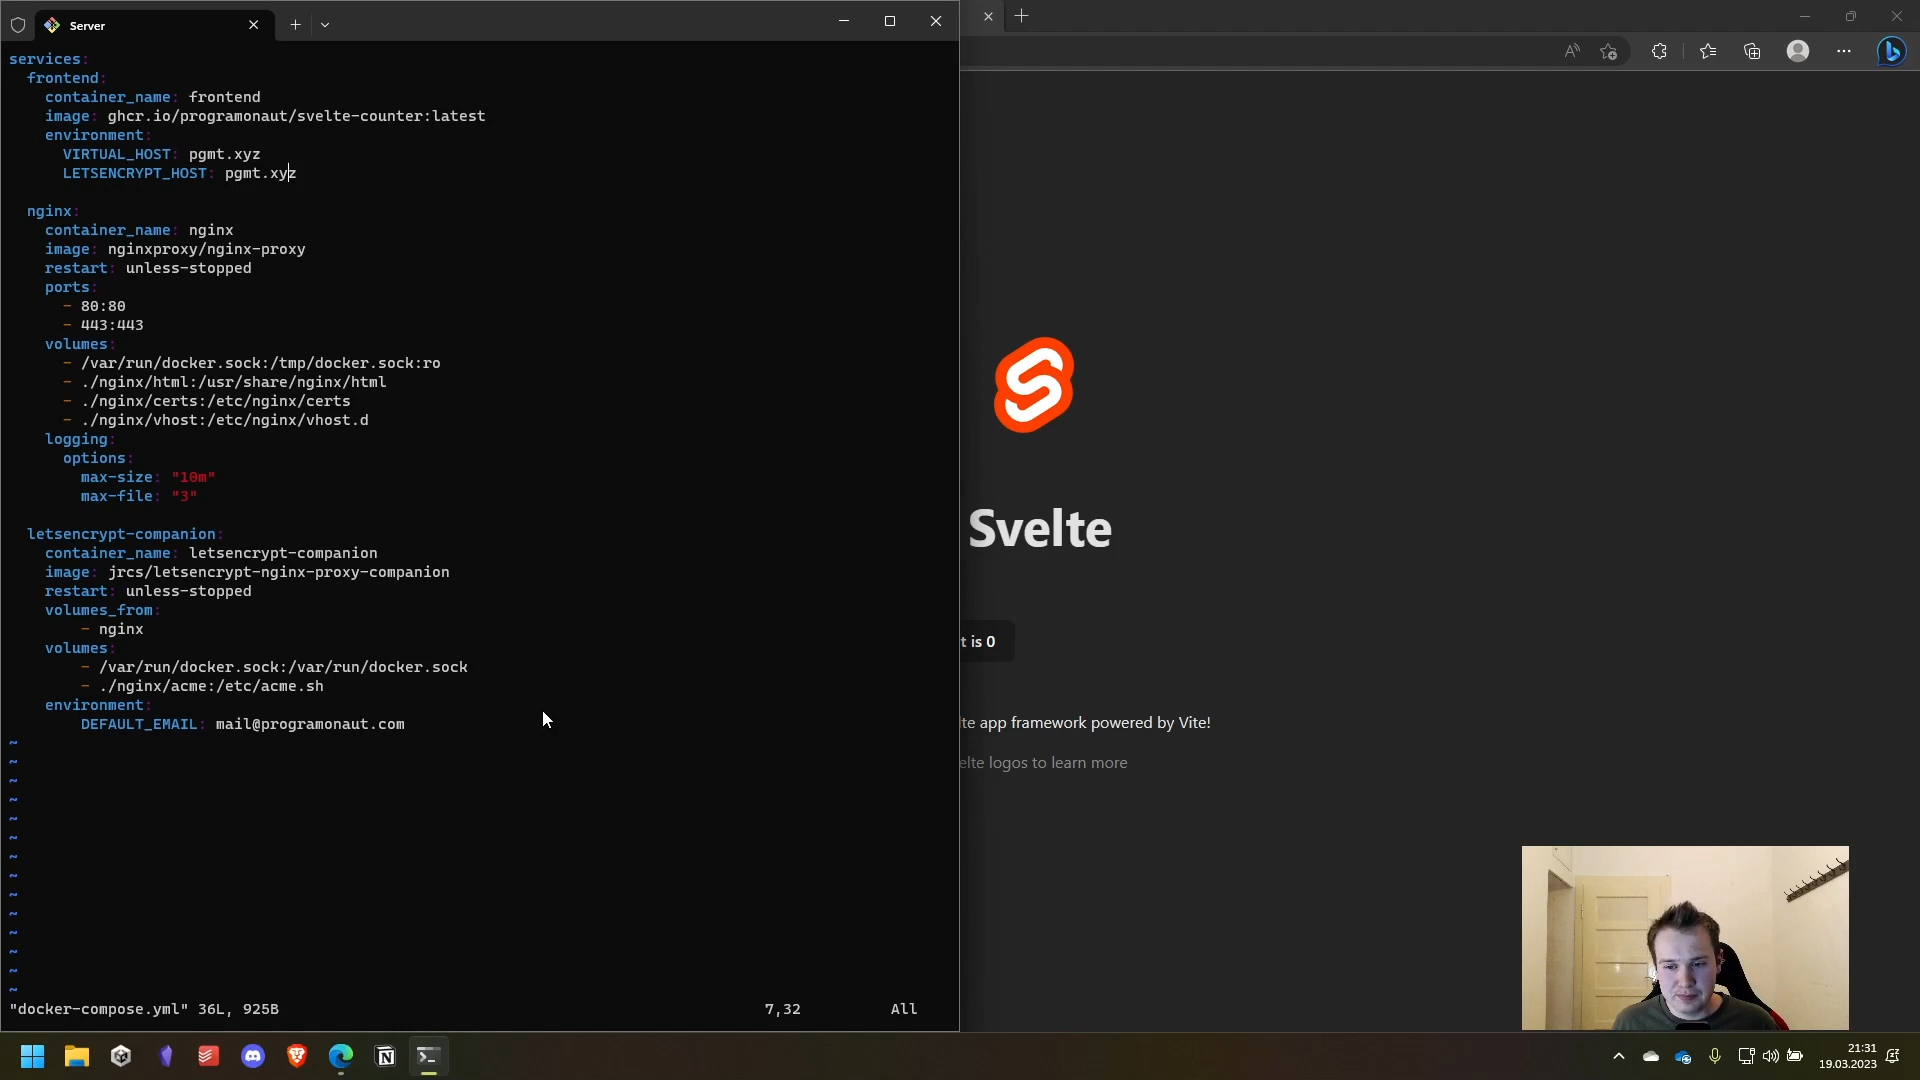 Server
services:
frontend:
container_name: frontend
image: ghcr.io/programonaut/svelte-counter:latest
environment:
VIRTUAL_HOST: pgmt.xyz
LETSENCRYPT_HOST: pgmt.xyz
nginx:
container_name: nginx
image: nginxproxy/nginx-proxy
restart: unless-stopped
ports:
- 80:80
- 443:443
volumes:
- /var/run/docker.sock:/tmp/docker.sock:ro
- ./nginx/html:/usr/share/nginx/html
- ./nginx/certs:/etc/nginx/certs
- ./nginx/vhost:/etc/nginx/vhost.d
logging:
options:
max-size: "10m"
max-file: "3"
letsencrypt-companion:
container_name: letsencrypt-companion
image: jrcs/letsencrypt-nginx-proxy-companion
restart: unless-stopped
volumes_from:
- nginx
volumes:
- /var/run/docker.sock:/var/run/docker.sock
- ./nginx/acme:/etc/acme.sh
environment:
DEFAULT_EMAIL: mail@programonaut.com
~
~
~
~
~
~
~
~
~
~
~
~
~
~
"docker-compose.yml" 36L, 925B 7,32 All
Svelte
t is 0
lte app framework powered by Vite!
elte logos to learn more
21:31
19.03.2023